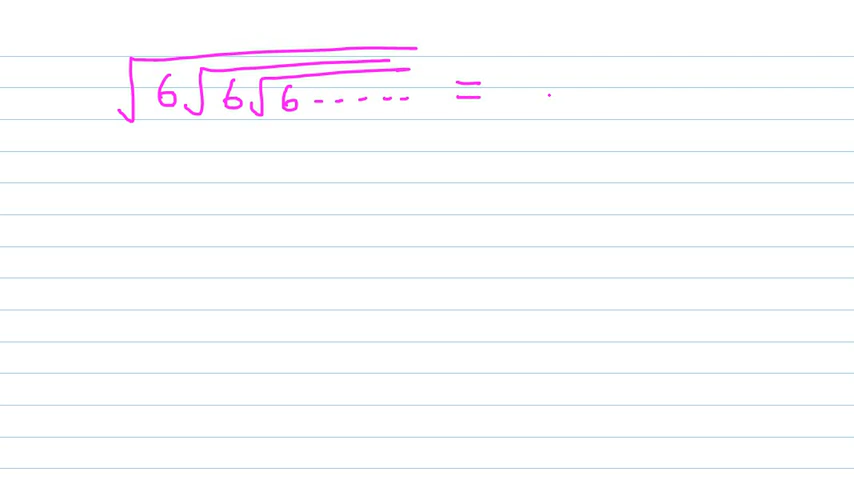 √6√6√6 ----- =